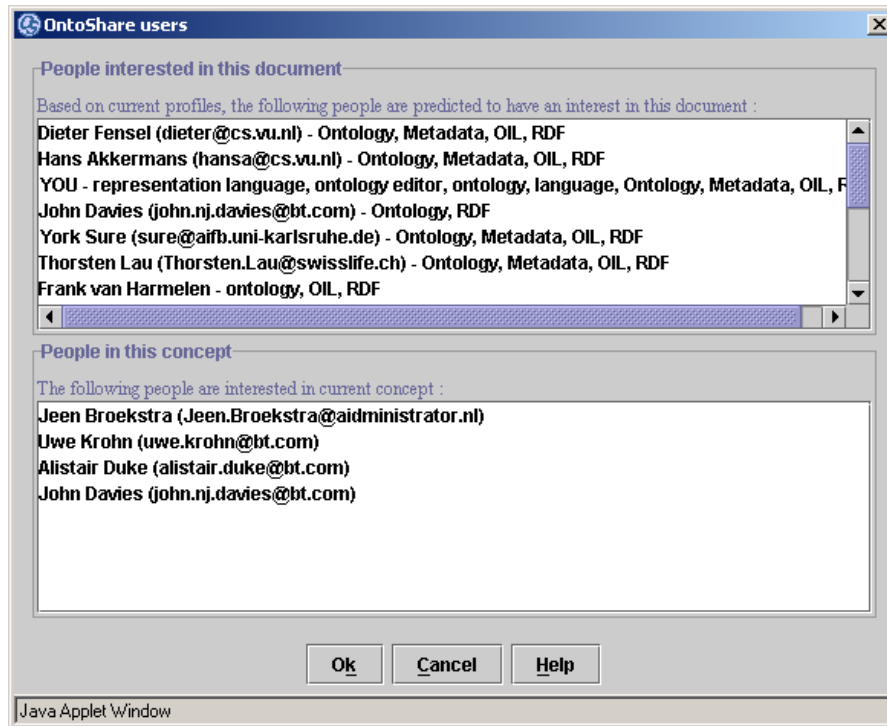 OntoShare users
People interested in this document
Based on current profiles, the following people are predicted to have an interest in this document :
Dieter Fensel (dieter@cs.vu.nl) - Ontology, Metadata, OIL, RDF
Hans Akkermans (hansa@cs.vu.nl) - Ontology, Metadata, OIL, RDF
YOU - representation language, ontology editor, ontology, language, Ontology, Metadata, OIL, R
John Davies (john.nj.davies@bt.com) - Ontology, RDF
York Sure (sure@aifb.uni-karlsruhe.de) - Ontology, Metadata, OIL, RDF
Thorsten Lau (Thorsten.Lau@swisslife.ch) - Ontology, Metadata, OIL, RDF
Frank van Harmelen - ontology, OIL, RDF
People in this concept
The following people are interested in current concept :
Jeen Broekstra (Jeen.Broekstra@aidministrator.nl)
Uwe Krohn (uwe.krohn@bt.com)
Alistair Duke (alistair.duke@bt.com)
John Davies (john.nj.davies@bt.com)
Ok Cancel Help
Java Applet Window